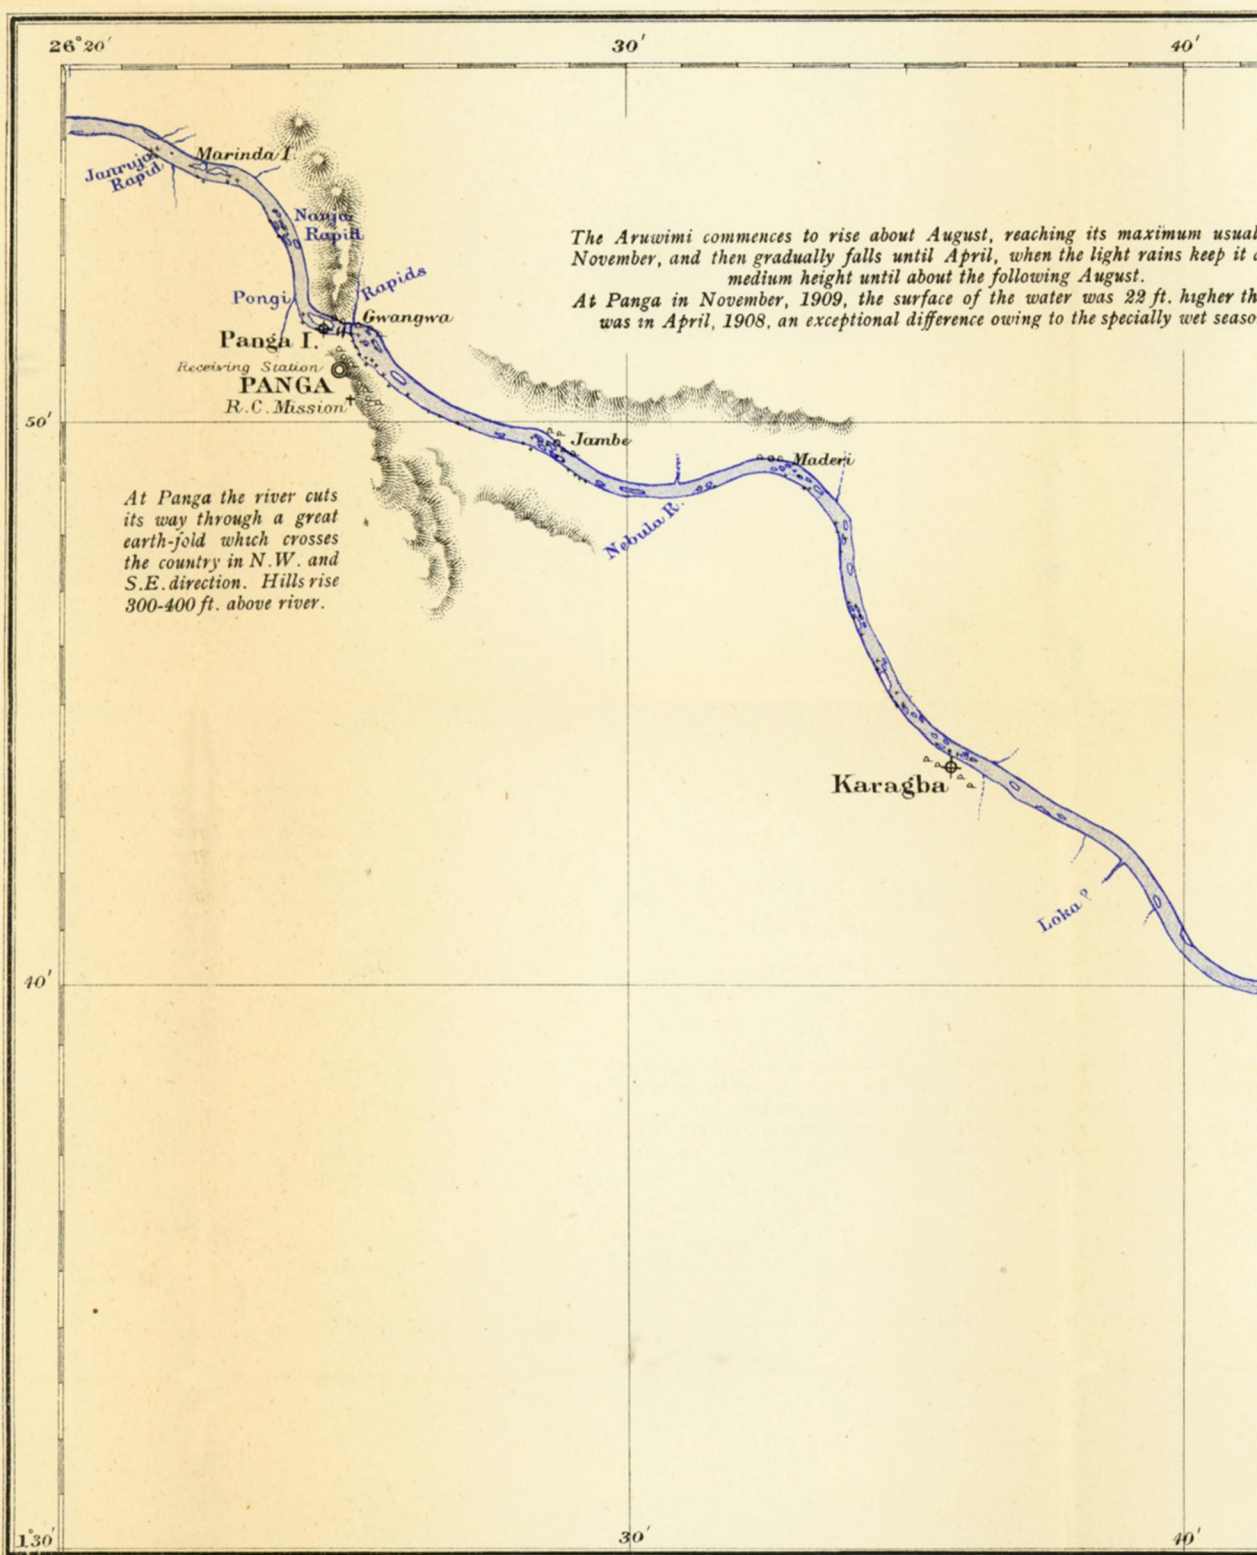 26°20′ 30′ 40′
Janruja
Rapid
Marinda I.
Nanja
Rapid
Rapids
Pongi
Gwangwa
Panga I.
Receiving Station
PANGA
R.C. Mission
The Aruwimi commences to rise about August, reaching its maximum usual
November, and then gradually falls until April, when the light rains keep it a
medium height until about the following August.
At Panga in November, 1909, the surface of the water was 22 ft. higher th
was in April, 1908, an exceptional difference owing to the specially wet seaso
50′
Jambe
Maderi
At Panga the river cuts
its way through a great
earth-fold which crosses
the country in N.W. and
S.E. direction. Hills rise
300-400 ft. above river.
Nebula R.
Karagba
Loka ?
40′
1°30′ 30′ 40′